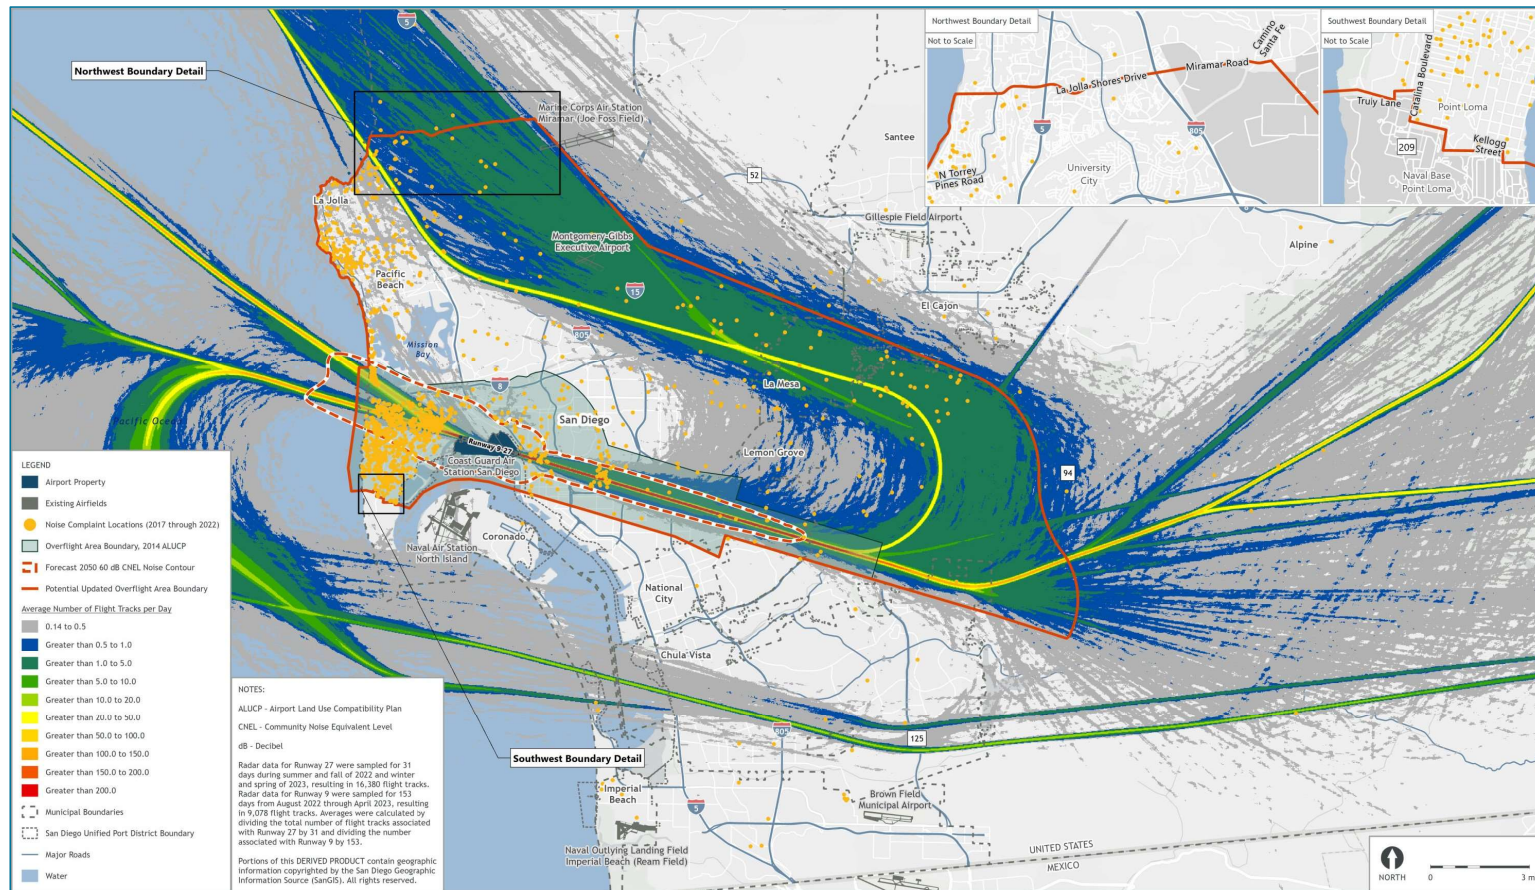 Northwest Boundary Detail
5
Marine Corps Air Station
Miramar (Joe Foss Field)
Santee
52
La Jolla
Gillespie Field Airport
Montgomery-Gibbs
Executive Airport
Alpine
Pacific
Beach
15
El Cajon
805
Mission
Bay
8
La Mesa
San Diego
Pacific Ocean
Runway 9-27
Lemon Grove
Coast Guard Air
Station San Diego
94
Naval Air Station
North Island
Coronado
National
City
Chula Vista
805
125
Southwest Boundary Detail
Imperial
Beach
5
Brown Field
Municipal Airport
Naval Outlying Landing Field
Imperial Beach (Ream Field)
UNITED STATES
MEXICO
NORTH
0
3 m
Northwest Boundary Detail
Not to Scale
Camino
Santa Fe
Miramar Road
La Jolla Shores Drive
5
805
University
City
N Torrey
Pines Road
Southwest Boundary Detail
Not to Scale
Catalina Boulevard
Truly Lane
Point Loma
Kellogg
Street
209
Naval Base
Point Loma
LEGEND
Airport Property
Existing Airfields
Noise Complaint Locations (2017 through 2022)
Overflight Area Boundary, 2014 ALUCP
Forecast 2050 60 dB CNEL Noise Contour
Potential Updated Overflight Area Boundary
Average Number of Flight Tracks per Day
0.14 to 0.5
Greater than 0.5 to 1.0
Greater than 1.0 to 5.0
Greater than 5.0 to 10.0
Greater than 10.0 to 20.0
Greater than 20.0 to 50.0
Greater than 50.0 to 100.0
Greater than 100.0 to 150.0
Greater than 150.0 to 200.0
Greater than 200.0
Municipal Boundaries
San Diego Unified Port District Boundary
Major Roads
Water
NOTES:
ALUCP - Airport Land Use Compatibility Plan
CNEL - Community Noise Equivalent Level
dB - Decibel
Radar data for Runway 27 were sampled for 31
days during summer and fall of 2022 and winter
and spring of 2023, resulting in 16,380 flight tracks.
Radar data for Runway 9 were sampled for 153
days from August 2022 through April 2023, resulting
in 9,078 flight tracks. Averages were calculated by
dividing the total number of flight tracks associated
with Runway 27 by 31 and dividing the number
associated with Runway 9 by 153.
Portions of this DERIVED PRODUCT contain geographic
information copyrighted by the San Diego Geographic
Information Source (SanGIS). All rights reserved.